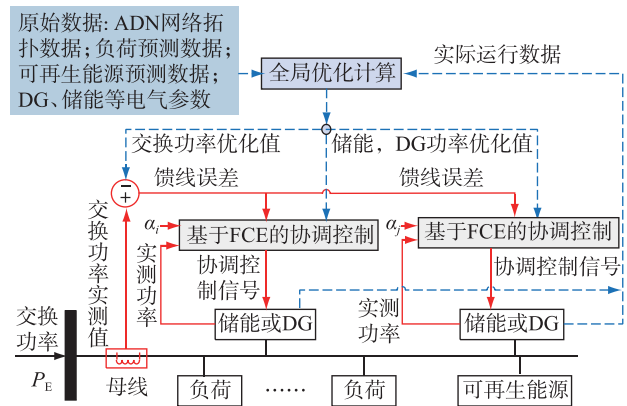 原始数据: ADN网络拓
扑数据；负荷预测数据；
可再生能源预测数据；
DG、储能等电气参数
实际运行数据
全局优化计算
交换功率优化值
储能，DG功率优化值
馈线误差
馈线误差
交换功率实测值
αi
基于FCE的协调控制
αj
基于FCE的协调控制
实测功率
协调控
制信号
协调控制信号
实测
功率
储能或DG
储能或DG
交换
功率
PE
母线
负荷
……
负荷
可再生能源